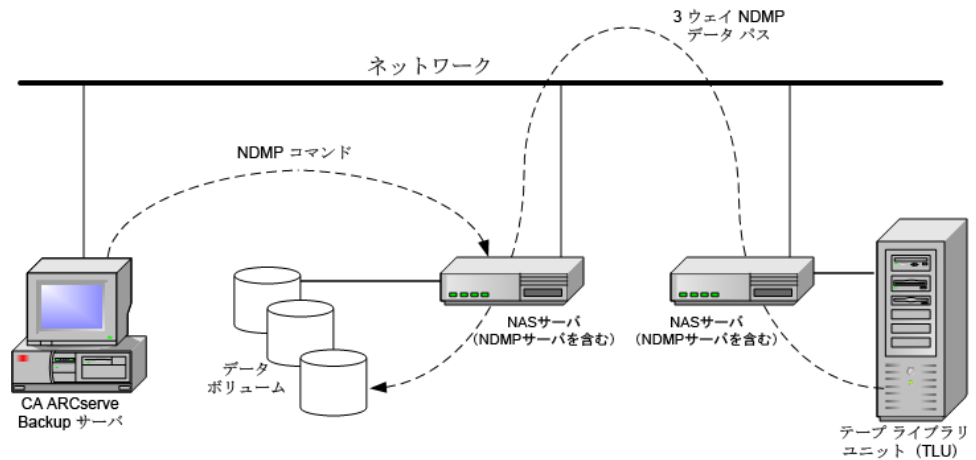 3 ウェイ NDMP
データ パス
ネットワーク
NDMP コマンド
NASサーバ
(NDMPサーバを含む)
NASサーバ
(NDMPサーバを含む)
データ
ボリューム
CA ARCserve
Backup サーバ
テープ ライブラリ
ユニット (TLU)